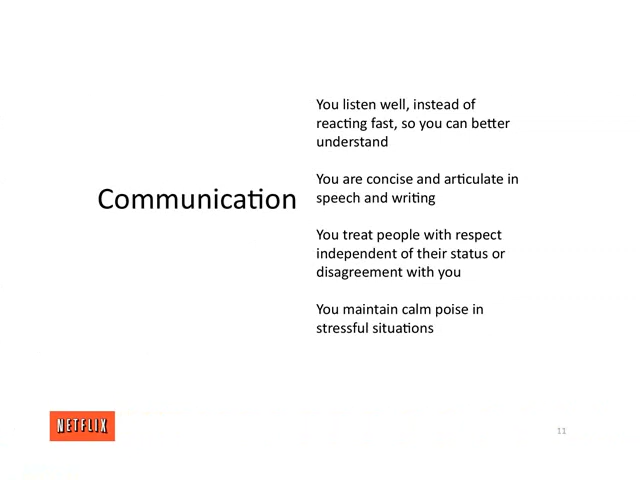 Communication
You listen well, instead of
reacting fast, so you can better
understand
You are concise and articulate in
speech and writing
You treat people with respect
independent of their status or
disagreement with you
You maintain calm poise in
stressful situations
NETFLIX
11